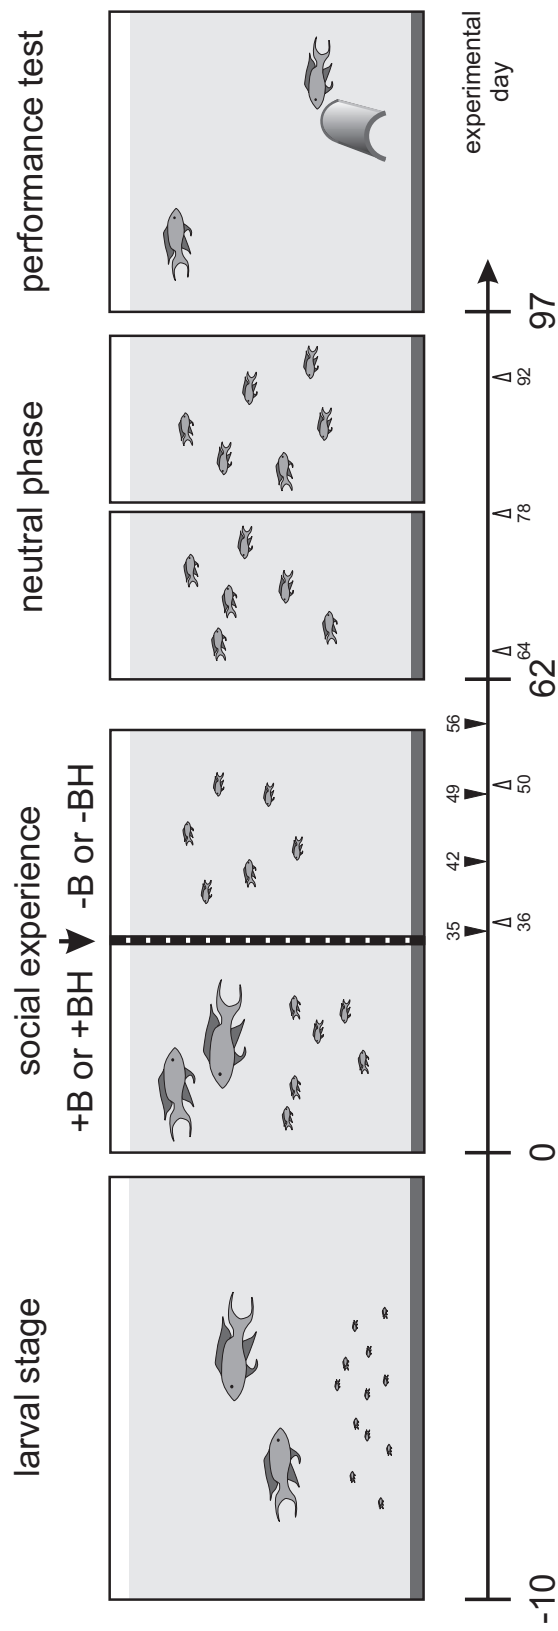 larval stage
social experience
neutral phase
performance test
+B or +BH
-B or -BH
35
42
49
56
36
50
64
78
92
experimental
day
-10
0
62
97